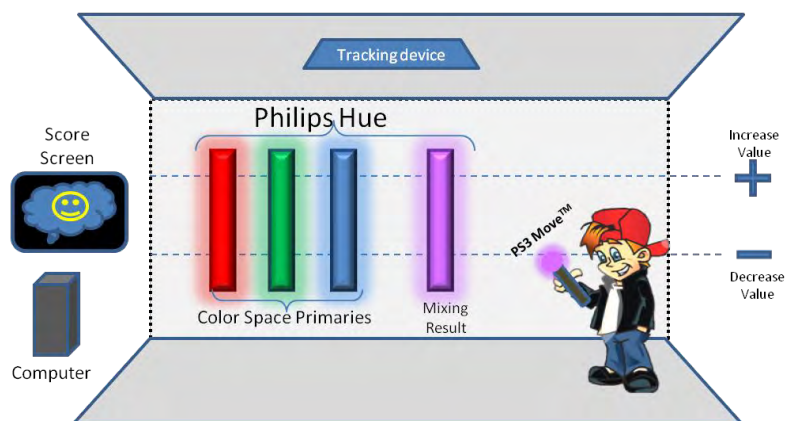 Tracking device
Philips Hue
Score
Screen
Increase
Value
PS3 Move™
Color Space Primaries
Mixing
Result
Decrease
Value
Computer